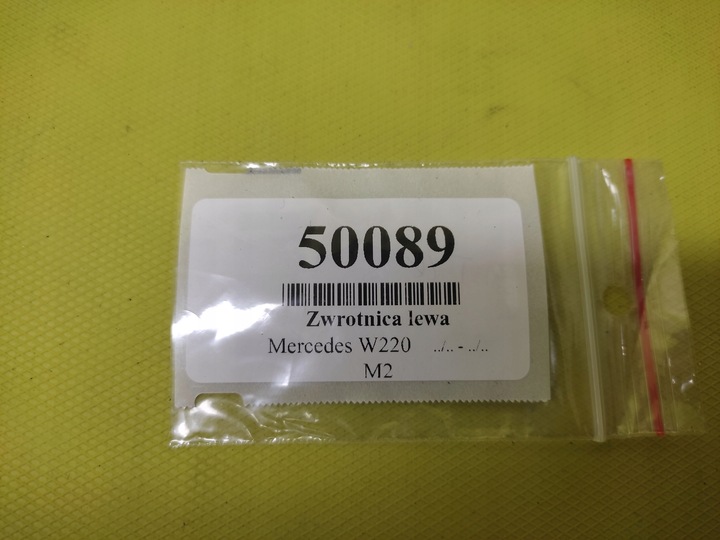 50089
Zwrotnica lewa
Mercedes W220 ../.. - ../..
M2